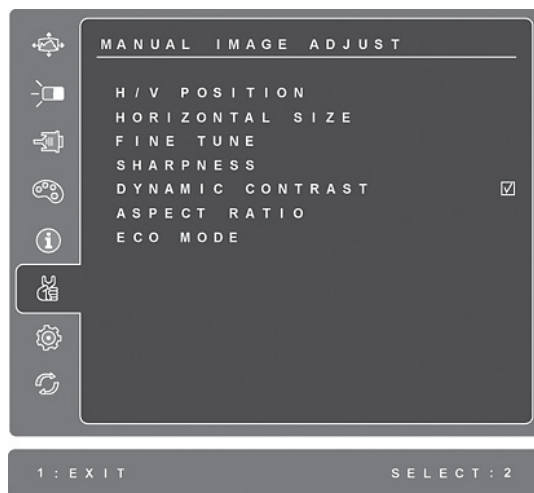 MANUAL IMAGE ADJUST
H/V POSITION
HORIZONTAL SIZE
FINE TUNE
SHARPNESS
DYNAMIC CONTRAST
ASPECT RATIO
ECO MODE
1:EXIT SELECT:2